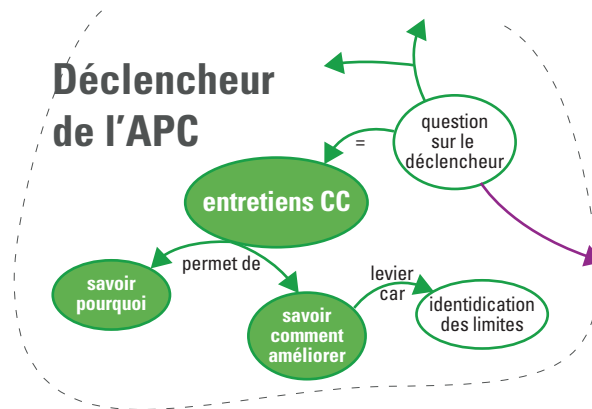 Déclencheur
de l'APC
question
sur le
déclencheur
=
entretiens CC
permet de
savoir
pourquoi
levier
car
savoir
comment
améliorer
identidication
des limites